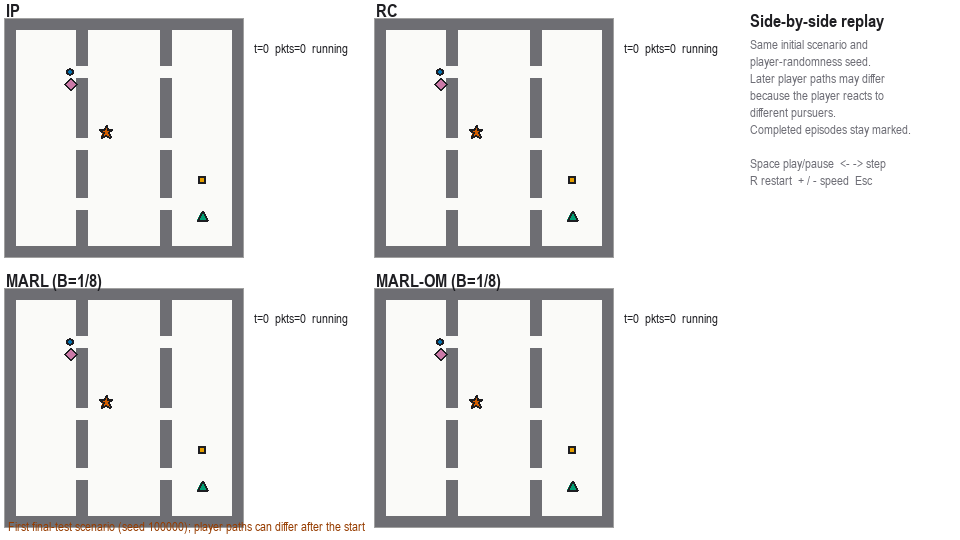 IP
t=0 pkts=0 running
RC
t=0 pkts=0 running
Side-by-side replay
Same initial scenario and
player-randomness seed.
Later player paths may differ
because the player reacts to
different pursuers.
Completed episodes stay marked.
Space play/pause <- -> step
R restart + / - speed Esc
MARL (B=1/8)
t=0 pkts=0 running
MARL-OM (B=1/8)
t=0 pkts=0 running
First final-test scenario (seed 100000); player paths can differ after the start